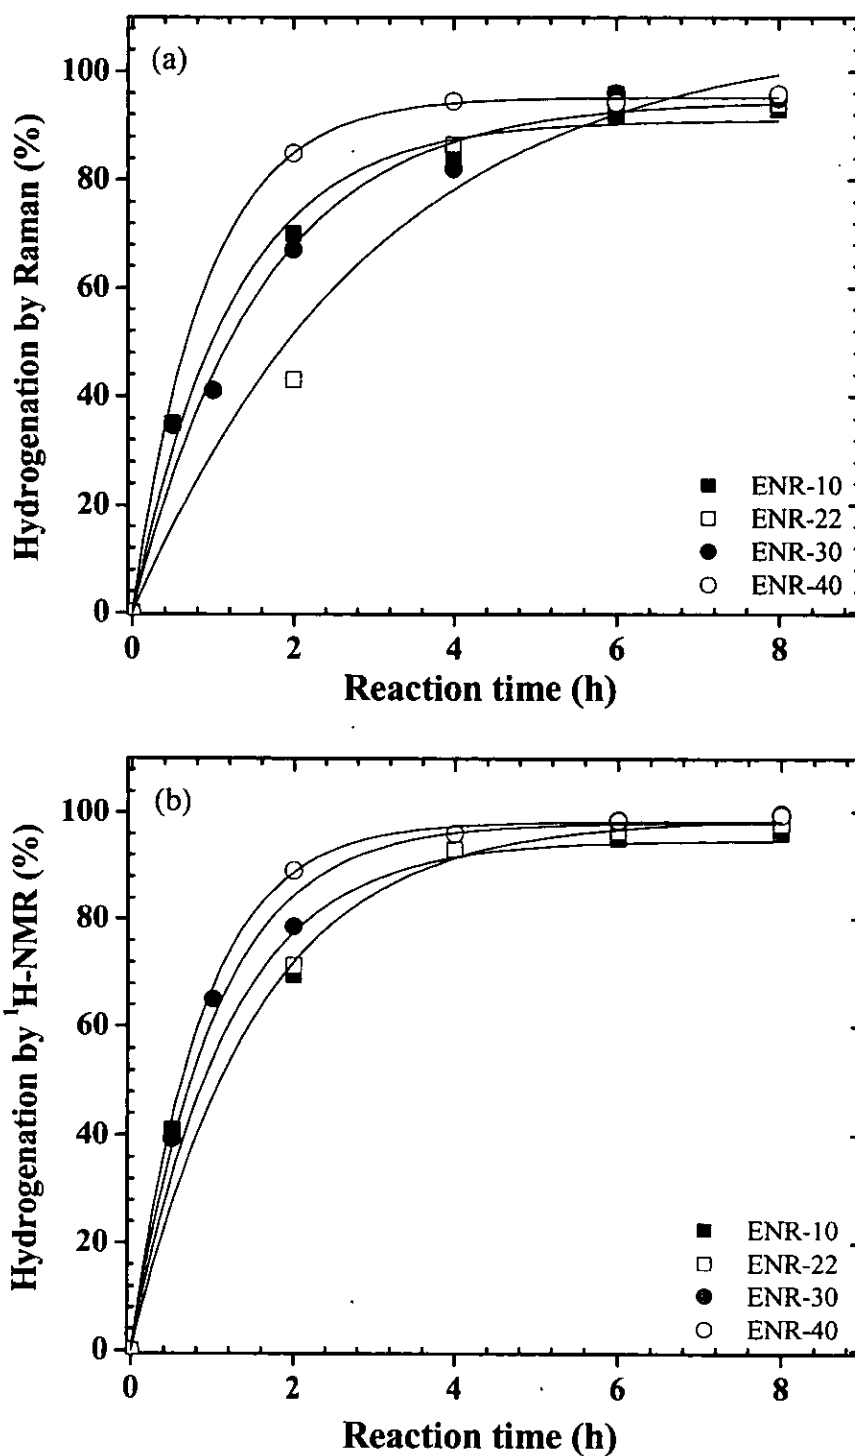 (a)
Hydrogenation by Raman (%)
100
80
60
40
20
0
ENR-10
ENR-22
ENR-30
ENR-40
0 2 4 6 8
Reaction time (h)
(b)
Hydrogenation by ¹H-NMR (%)
100
80
60
40
20
0
ENR-10
ENR-22
ENR-30
ENR-40
0 2 4 6 8
Reaction time (h)